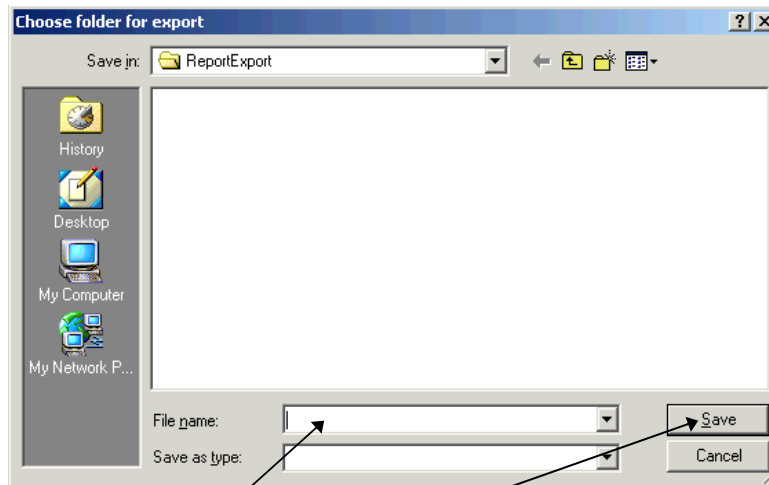 Choose folder for export
Save in: ReportExport
History
Desktop
My Computer
My Network P...
File name: Save
Save as type: Cancel